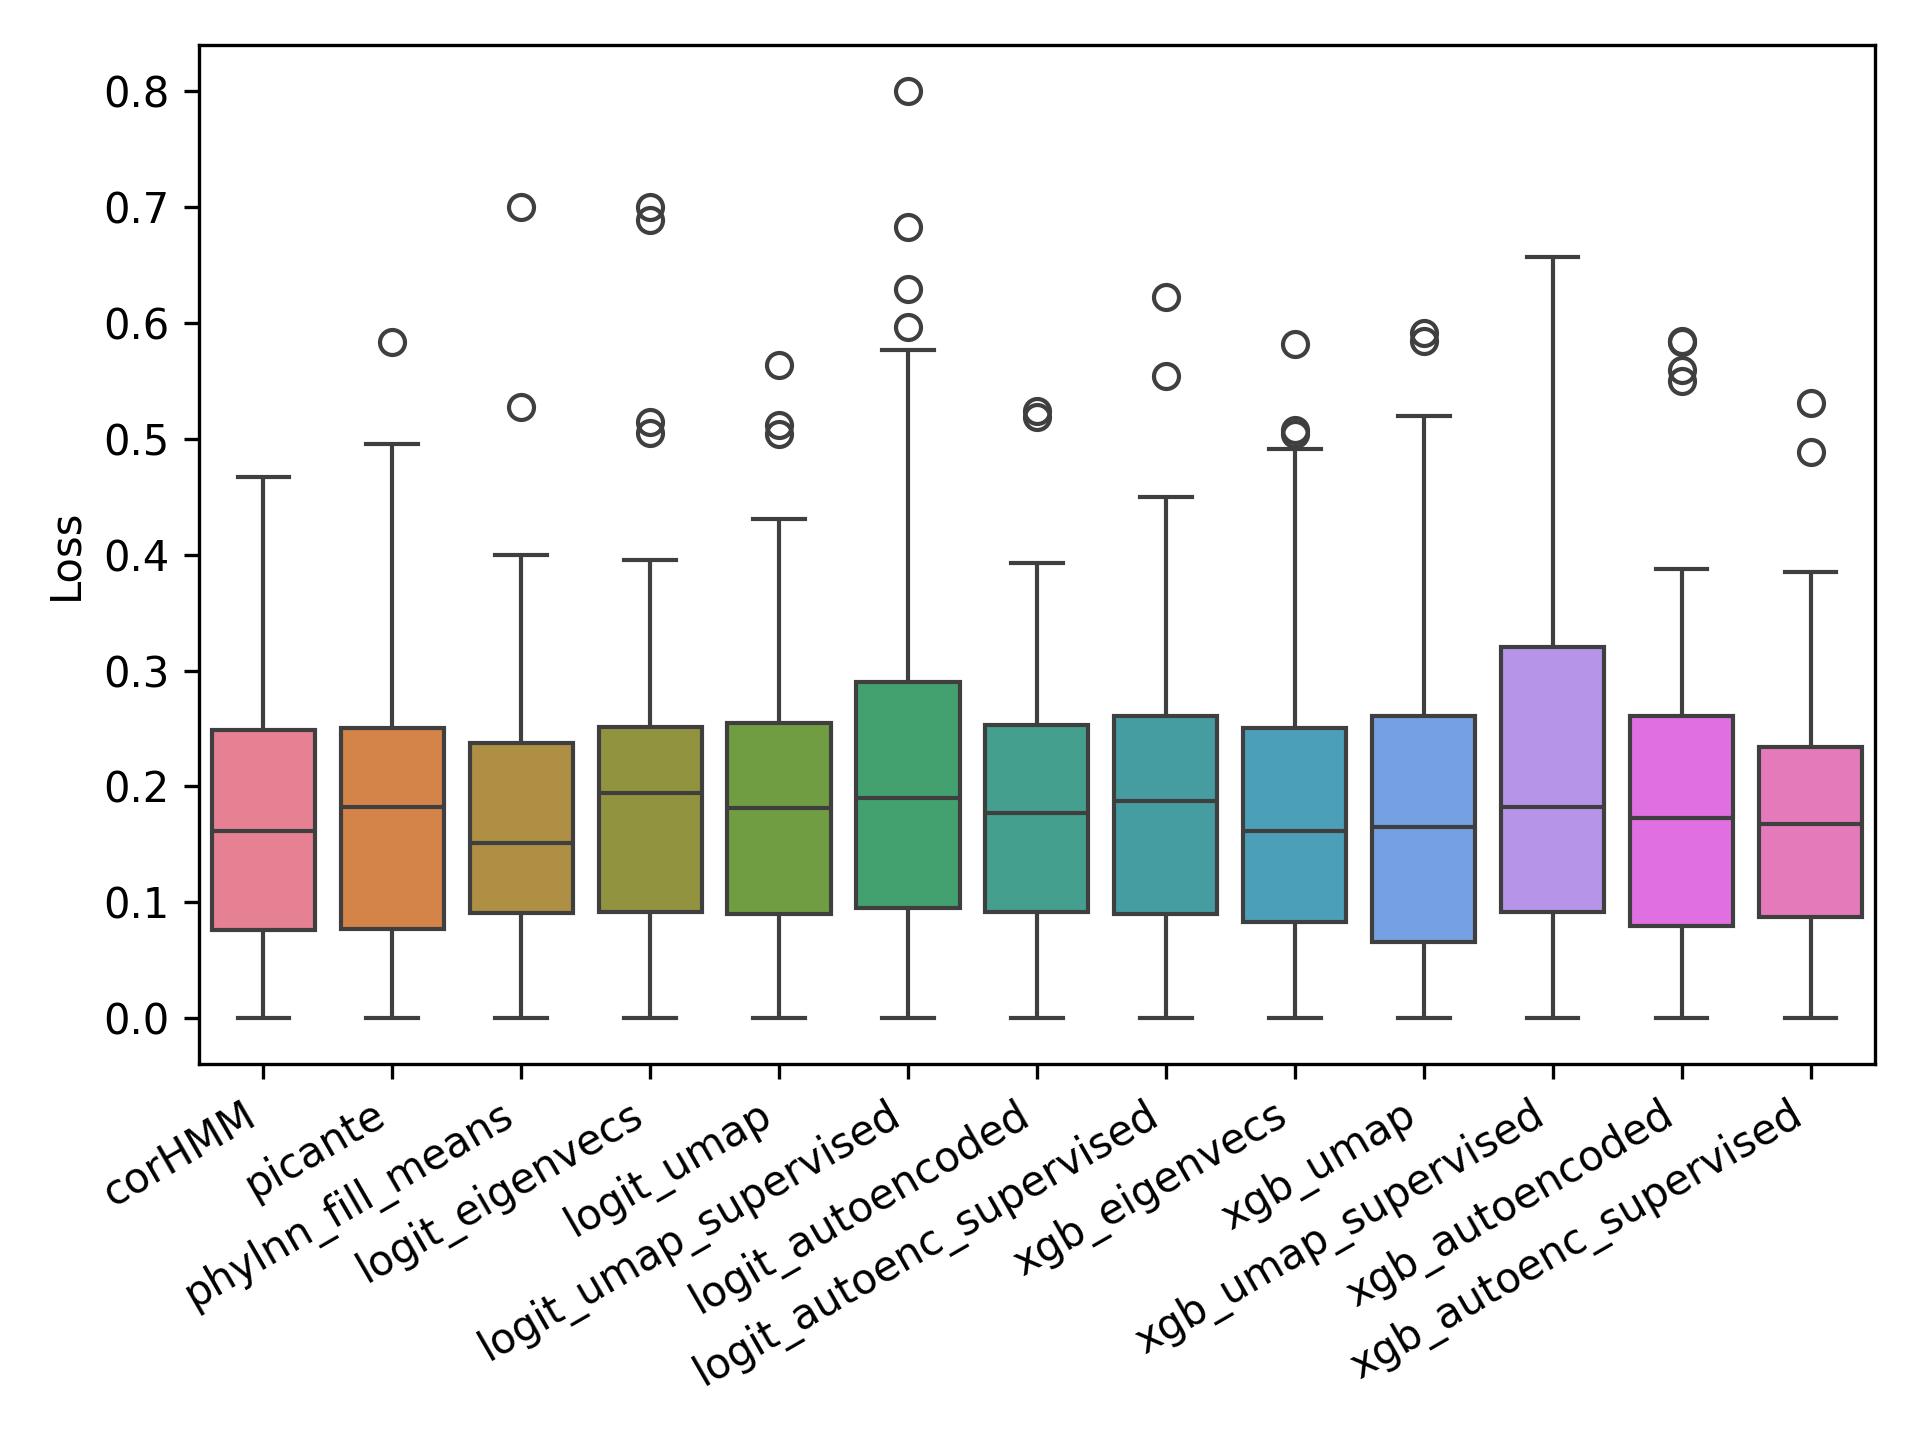 0.8
0.7
0.6
0.5
0.4
0.3
0.2
0.1
0.0
Loss
corHMM
picante
phylnn_fill_means
logit_eigenvecs
logit_umap
logit_umap_supervised
logit_autoencoded
logit_autoenc_supervised
xgb_eigenvecs
xgb_umap
xgb_umap_supervised
xgb_autoencoded
xgb_autoenc_supervised